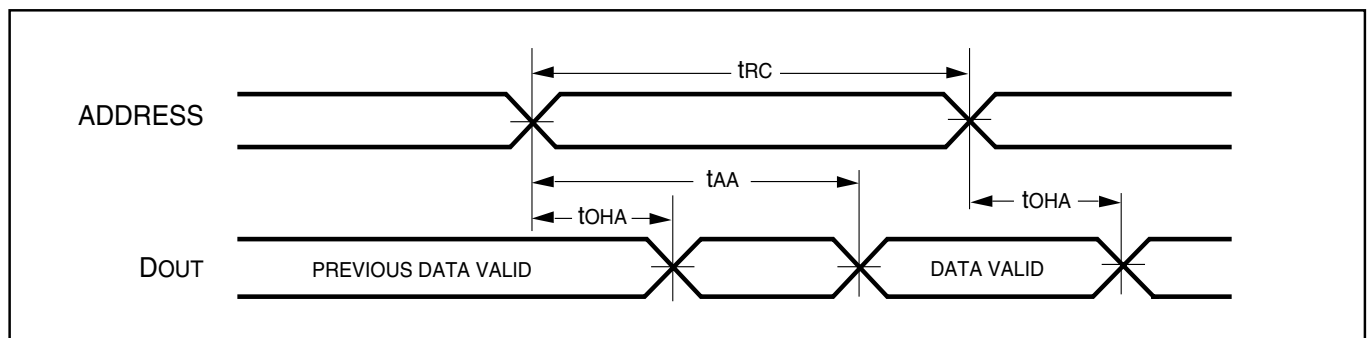 tRC
ADDRESS
tAA
tOHA
tOHA
DOUT
PREVIOUS DATA VALID
DATA VALID